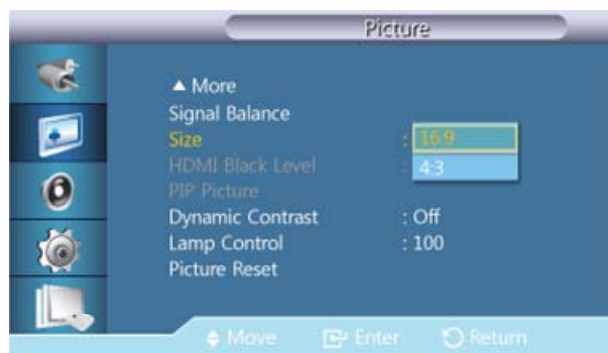 Picture
▲ More
Signal Balance
Size : 16:9
4:3
HDMI Black Level :
PIP Picture
Dynamic Contrast : Off
Lamp Control : 100
Picture Reset
Move Enter Return